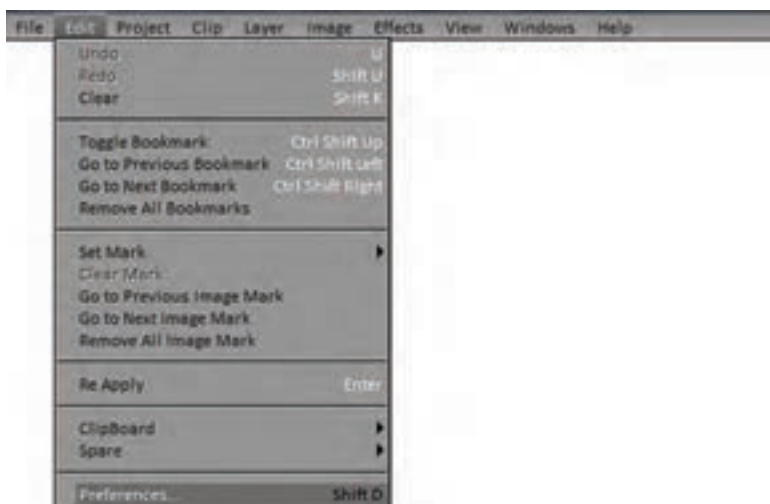 File Edit Project Clip Layer Image Effects View Windows Help
Undo U
Redo Shift U
Clear Shift K
Toggle Bookmark Ctrl Shift Up
Go to Previous Bookmark Ctrl Shift Left
Go to Next Bookmark Ctrl Shift Right
Remove All Bookmarks
Set Mark
Clear Mark
Go to Previous Image Mark
Go to Next Image Mark
Remove All Image Mark
Re Apply Enter
ClipBoard
Spare
Preferences... Shift D